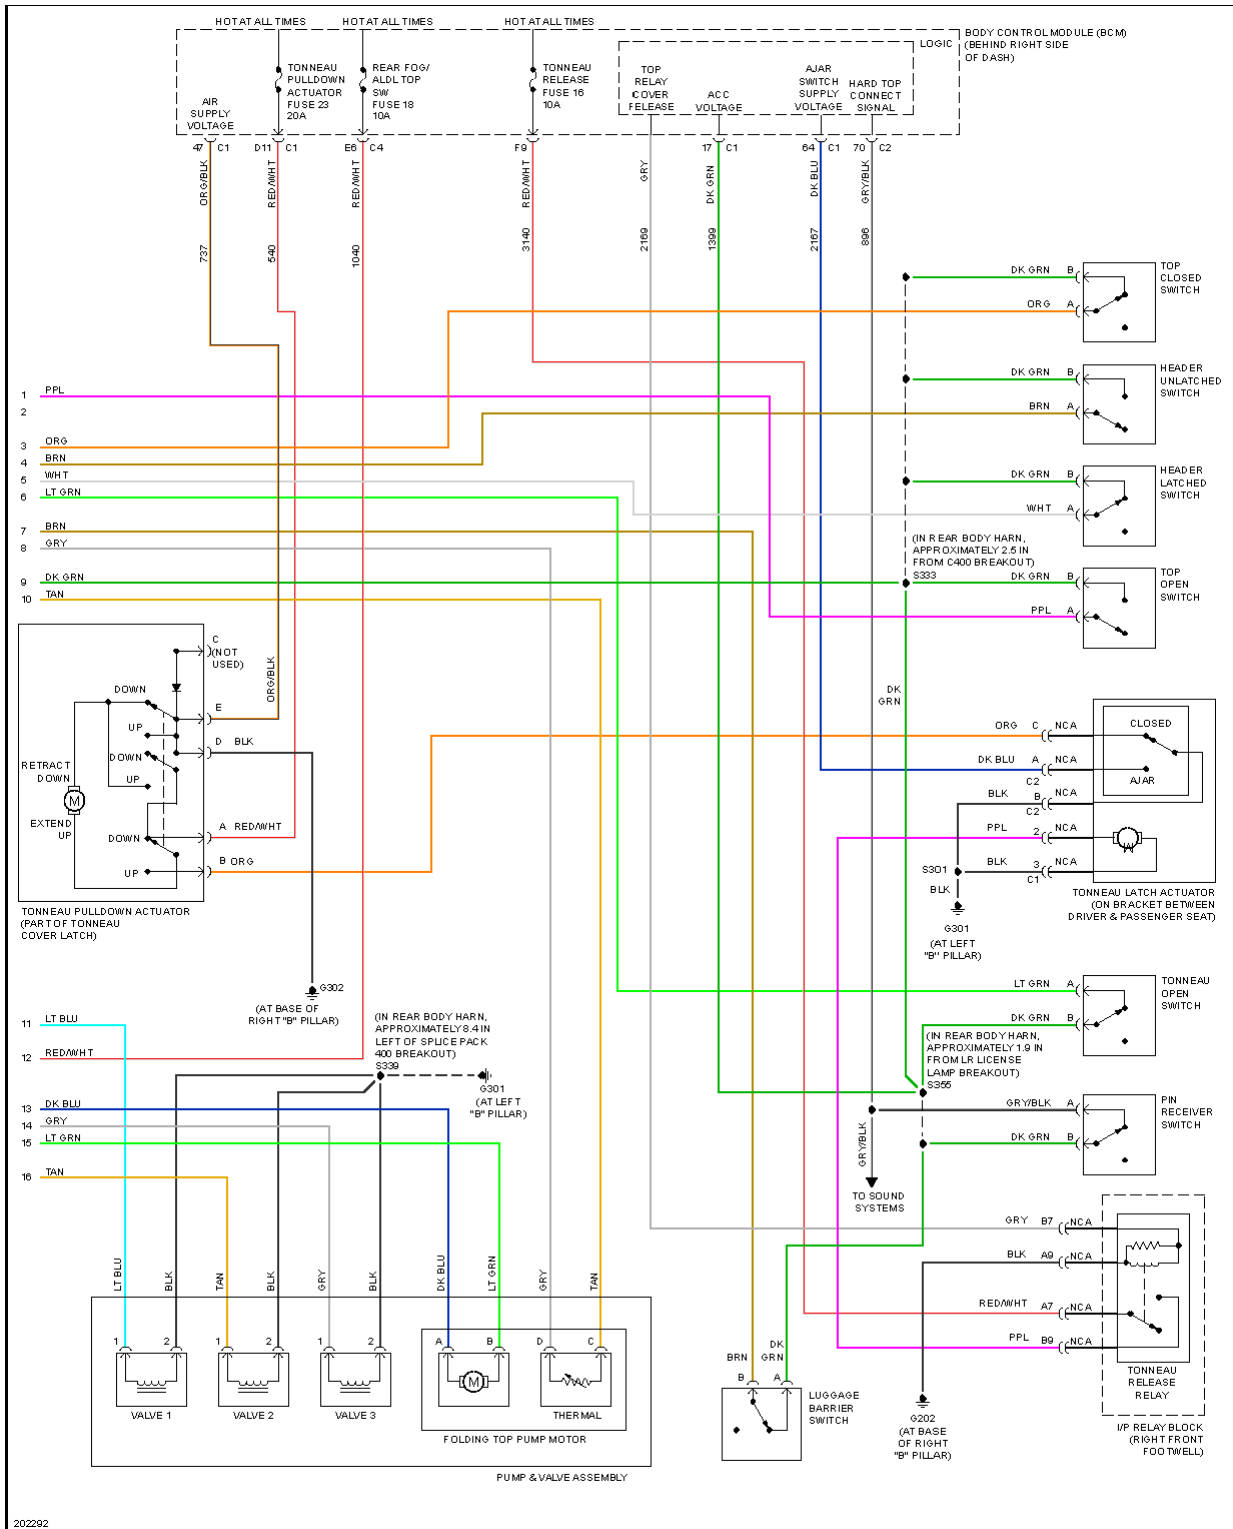 HOT AT ALL TIMES
HOT AT ALL TIMES
HOT AT ALL TIMES
BODY CONTROL MODULE (BCM)
(BEHIND RIGHT SIDE
OF DASH)
LOGIC
TONNEAU
PULLDOWN
ACTUATOR
FUSE 23
20A
REAR FOG/
ALDL TOP
SW
FUSE 18
10A
TONNEAU
RELEASE
FUSE 16
10A
AIR
SUPPLY
VOLTAGE
TOP
RELAY
COVER
FELEASE
ACC
VOLTAGE
AJAR
SWITCH
SUPPLY
VOLTAGE
HARD TOP
CONNECT
SIGNAL
47 C1
D11 C1
E6 C4
F9
17 C1
64 C1
70 C2
ORG/BLK
RED/WHT
RED/WHT
RED/WHT
GRY
DK GRN
DK BLU
GRY/BLK
737
540
1040
3140
2169
1399
2167
896
DK GRN B
ORG A
TOP
CLOSED
SWITCH
DK GRN B
BRN A
HEADER
UNLATCHED
SWITCH
DK GRN B
WHT A
HEADER
LATCHED
SWITCH
(IN REAR BODY HARN,
APPROXIMATELY 2.5 IN
FROM C400 BREAKOUT)
S333
DK GRN B
PPL A
TOP
OPEN
SWITCH
1 PPL
2
3 ORG
4 BRN
5 WHT
6 LT GRN
7 BRN
8 GRY
9 DK GRN
10 TAN
C
(NOT
USED)
DOWN
UP
DOWN
UP
RETRACT
DOWN
M
EXTEND
UP
DOWN
UP
E
ORG/BLK
D BLK
A RED/WHT
B ORG
TONNEAU PULLDOWN ACTUATOR
(PART OF TONNEAU
COVER LATCH)
G302
(AT BASE OF
RIGHT "B" PILLAR)
DK
GRN
ORG C NCA
DK BLU A NCA
C2
BLK B NCA
C2
PPL 2 NCA
BLK 3 NCA
C1
CLOSED
AJAR
M
S301
BLK
G301
(AT LEFT
"B" PILLAR)
TONNEAU LATCH ACTUATOR
(ON BRACKET BETWEEN
DRIVER & PASSENGER SEAT)
LT GRN A
DK GRN B
TONNEAU
OPEN
SWITCH
(IN REAR BODY HARN,
APPROXIMATELY 1.9 IN
FROM LR LICENSE
LAMP BREAKOUT)
S355
GRY/BLK A
DK GRN B
PIN
RECEIVER
SWITCH
GRY/BLK
TO SOUND
SYSTEMS
11 LT BLU
12 RED/WHT
13 DK BLU
14 GRY
15 LT GRN
16 TAN
(IN REAR BODY HARN,
APPROXIMATELY 8.4 IN
LEFT OF SPLICE PACK
400 BREAKOUT)
S339
G301
(AT LEFT
"B" PILLAR)
GRY B7 NCA
BLK A9 NCA
RED/WHT A7 NCA
PPL B9 NCA
TONNEAU
RELEASE
RELAY
I/P RELAY BLOCK
(RIGHT FRONT
FOOTWELL)
G202
(AT BASE
OF RIGHT
"B" PILLAR)
LT BLU
BLK
TAN
BLK
GRY
BLK
DK BLU
LT GRN
GRY
TAN
1 2
1 2
1 2
A B D C
VALVE 1
VALVE 2
VALVE 3
M
THERMAL
FOLDING TOP PUMP MOTOR
PUMP & VALVE ASSEMBLY
BRN
DK
GRN
B A
LUGGAGE
BARRIER
SWITCH
202292